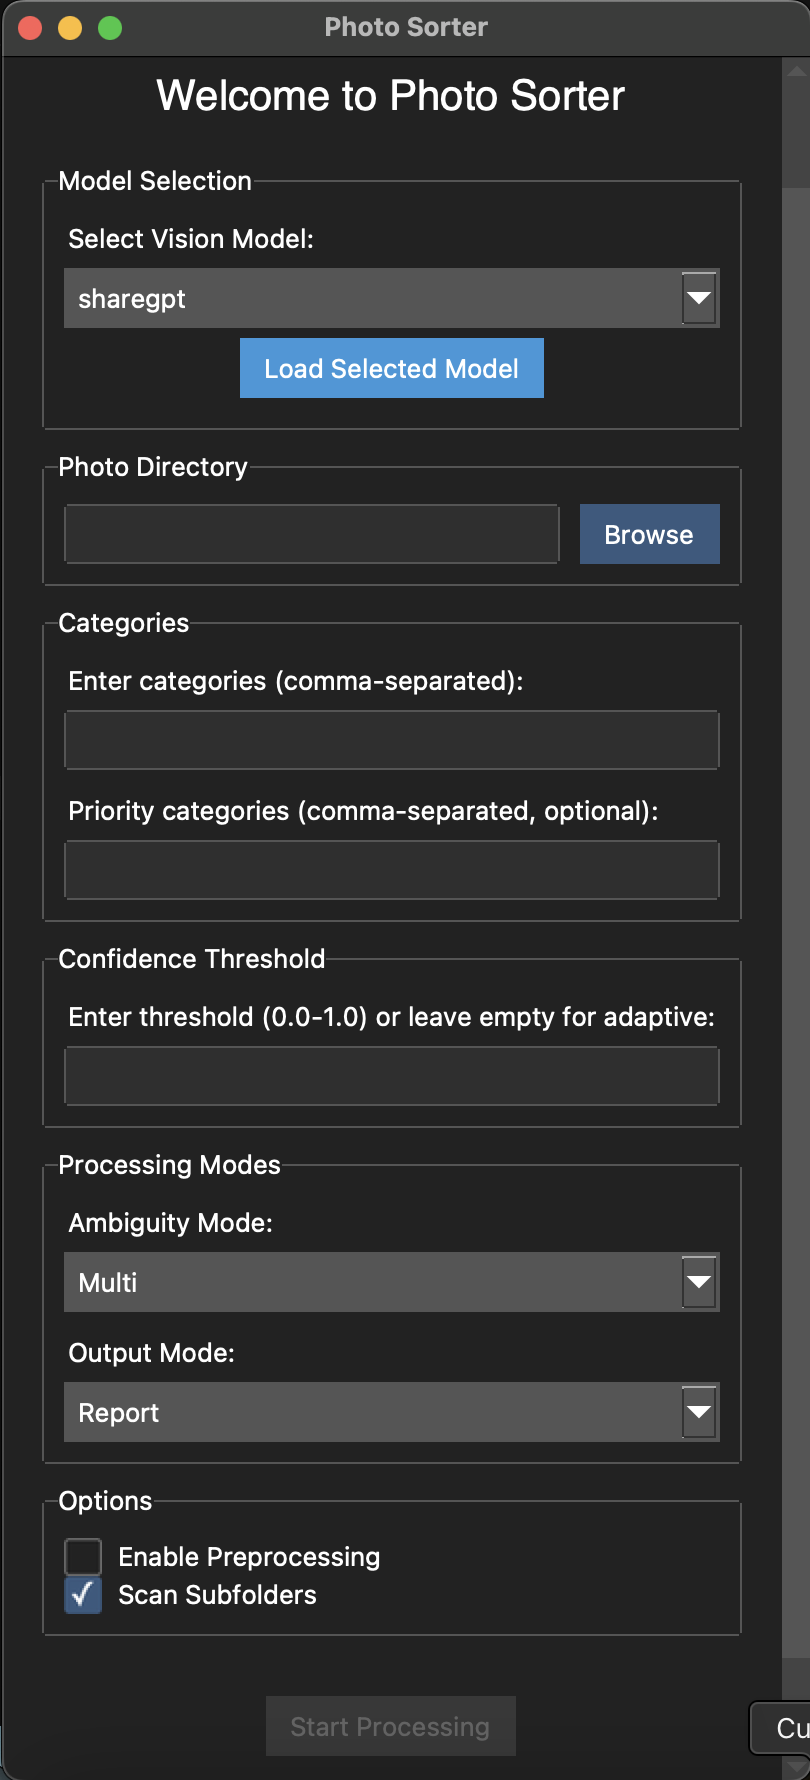 Photo Sorter
Welcome to Photo Sorter
Model Selection
Select Vision Model:
sharegpt
Load Selected Model
Photo Directory
Browse
Categories
Enter categories (comma-separated):
Priority categories (comma-separated, optional):
Confidence Threshold
Enter threshold (0.0-1.0) or leave empty for adaptive:
Processing Modes
Ambiguity Mode:
Multi
Output Mode:
Report
Options
Enable Preprocessing
Scan Subfolders
Start Processing